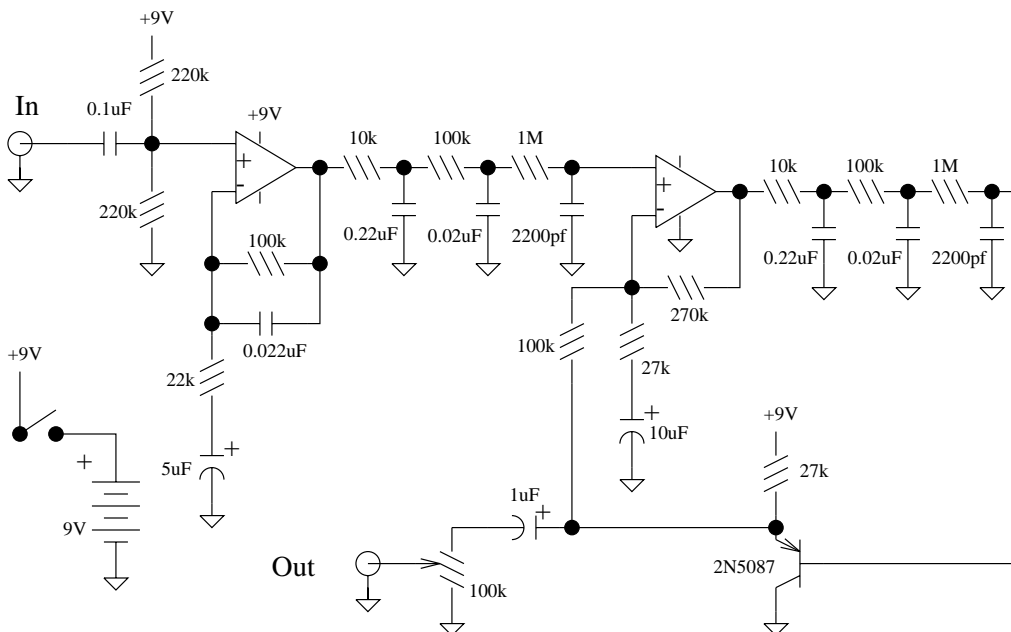 +9V
220k
In
0.1uF
+9V
+
-
220k
100k
0.022uF
22k
+
5uF
10k
100k
1M
0.22uF
0.02uF
2200pf
+
-
10k
100k
1M
0.22uF
0.02uF
2200pf
270k
100k
27k
+
10uF
+9V
+
9V
+9V
27k
1uF
+
Out
100k
2N5087